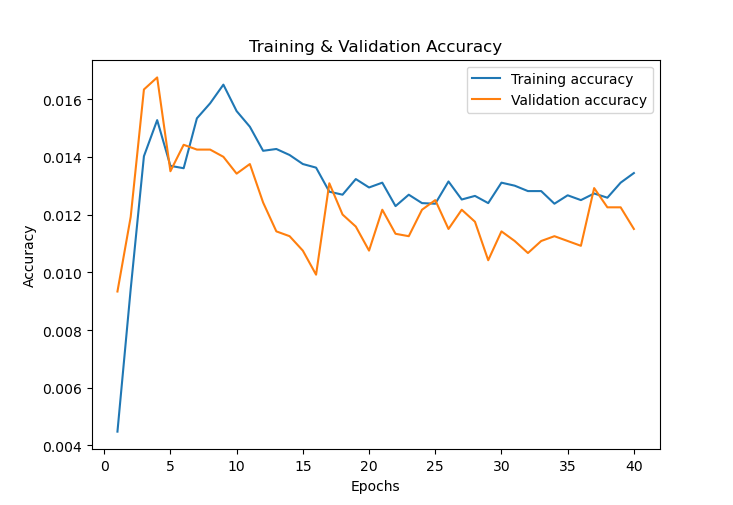 Training & Validation Accuracy
Training accuracy
Validation accuracy
0.016
0.014
0.012
0.010
0.008
0.006
0.004
Accuracy
0 5 10 15 20 25 30 35 40
Epochs